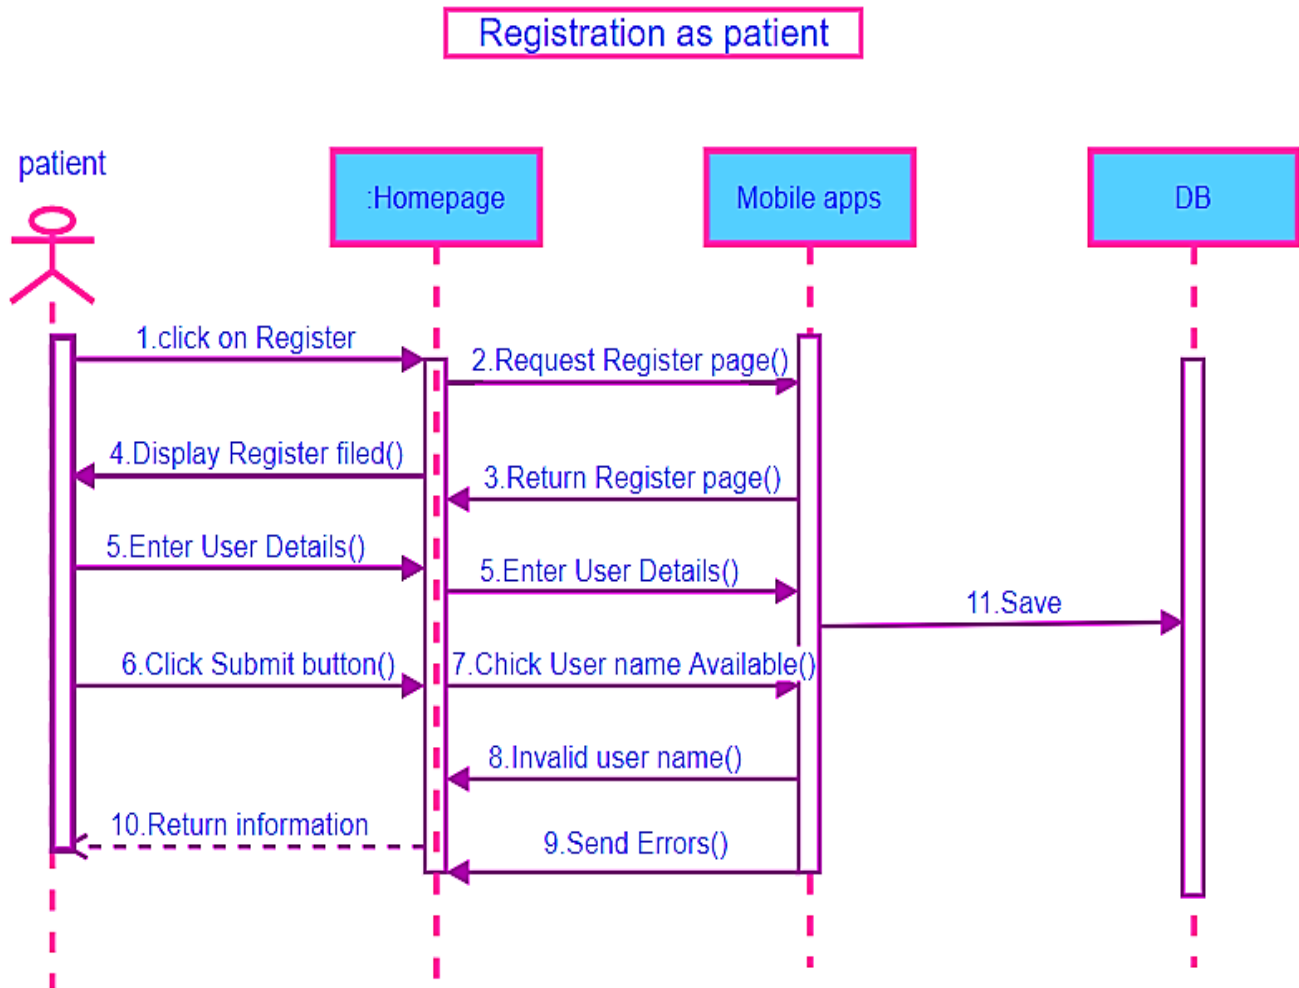 Registration as patient
patient
:Homepage
Mobile apps
DB
1.click on Register
2.Request Register page()
4.Display Register filed()
3.Return Register page()
5.Enter User Details()
5.Enter User Details()
11.Save
6.Click Submit button()
7.Chick User name Available()
8.Invalid user name()
10.Return information
9.Send Errors()